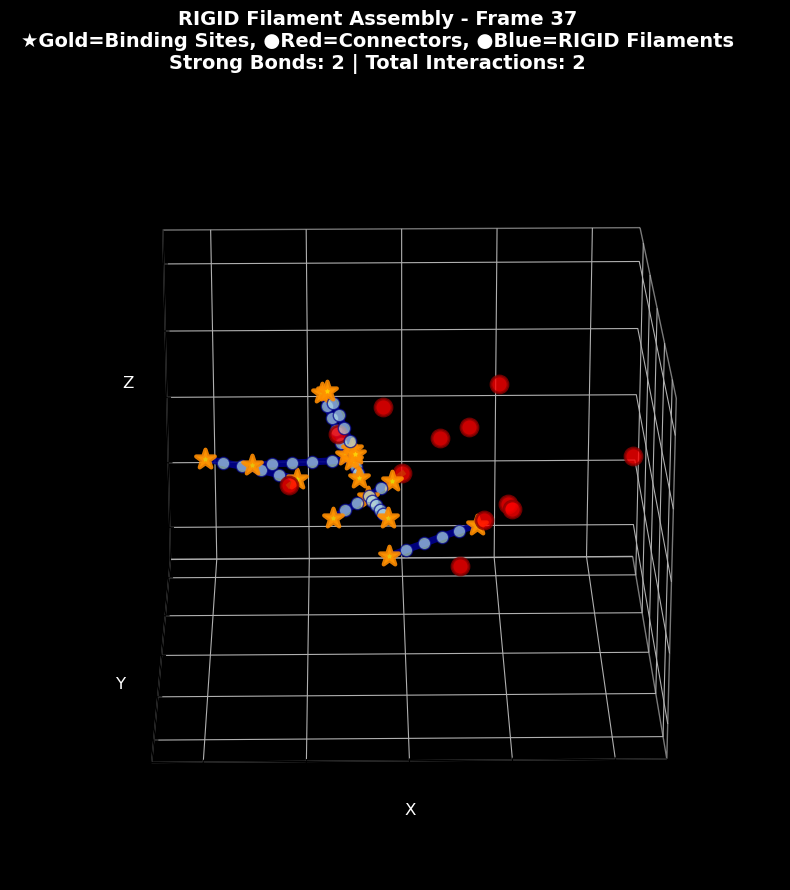 RIGID Filament Assembly - Frame 37
★Gold=Binding Sites, ●Red=Connectors, ●Blue=RIGID Filaments
Strong Bonds: 2 | Total Interactions: 2
Z
Y
X